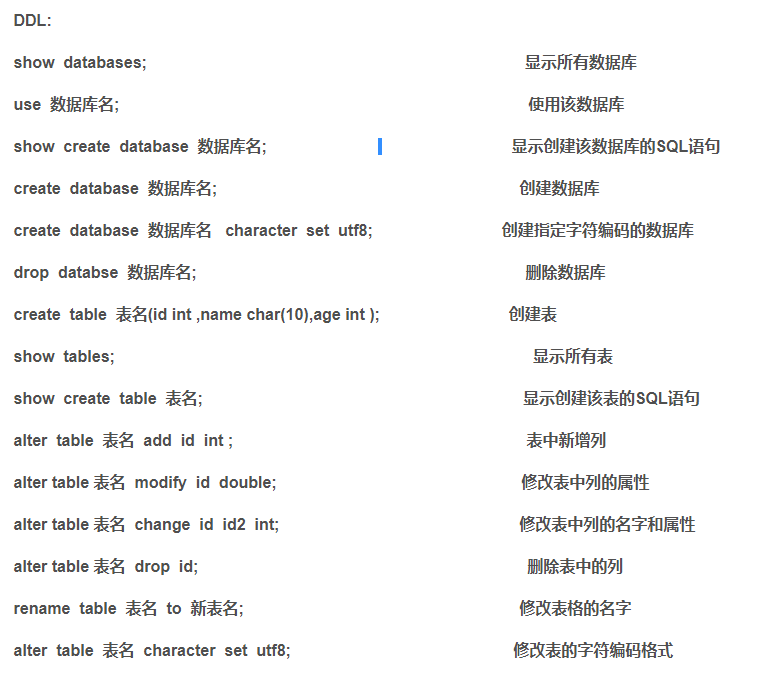 DDL:
show databases; 显示所有数据库
use 数据库名; 使用该数据库
show create database 数据库名; 显示创建该数据库的SQL语句
create database 数据库名; 创建数据库
create database 数据库名 character set utf8; 创建指定字符编码的数据库
drop databse 数据库名; 删除数据库
create table 表名(id int ,name char(10),age int ); 创建表
show tables; 显示所有表
show create table 表名; 显示创建该表的SQL语句
alter table 表名 add id int ; 表中新增列
alter table 表名 modify id double; 修改表中列的属性
alter table 表名 change id id2 int; 修改表中列的名字和属性
alter table 表名 drop id; 删除表中的列
rename table 表名 to 新表名; 修改表格的名字
alter table 表名 character set utf8; 修改表的字符编码格式